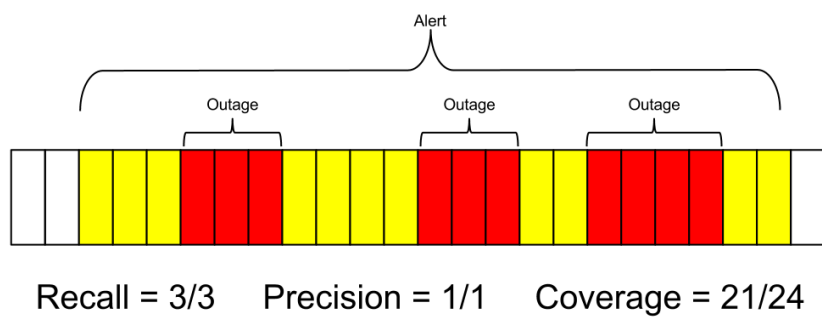 Alert
Outage Outage Outage
Recall = 3/3 Precision = 1/1 Coverage = 21/24